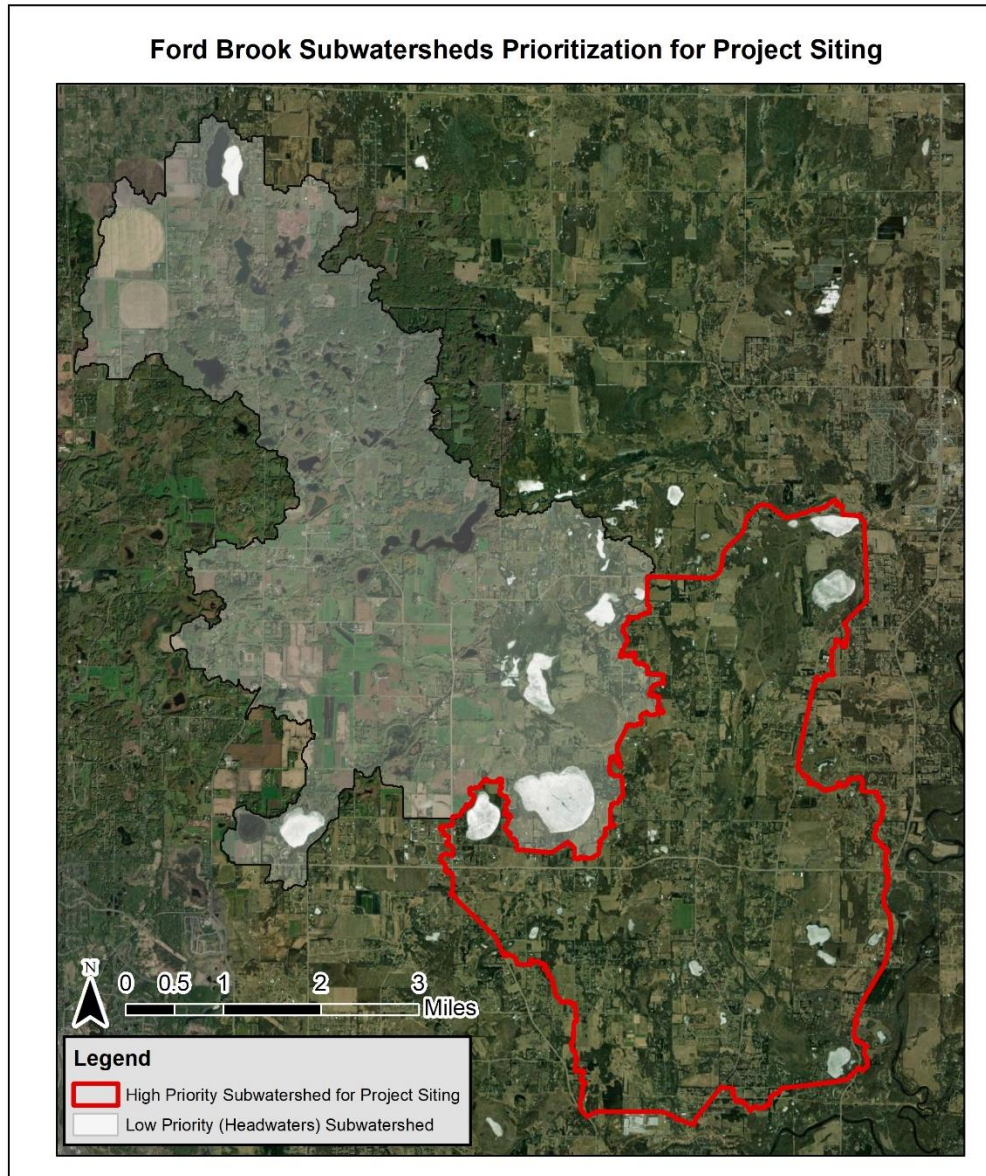 Ford Brook Subwatersheds Prioritization for Project Siting
N
0 0.5 1 2 3
Miles
Legend
High Priority Subwatershed for Project Siting
Low Priority (Headwaters) Subwatershed